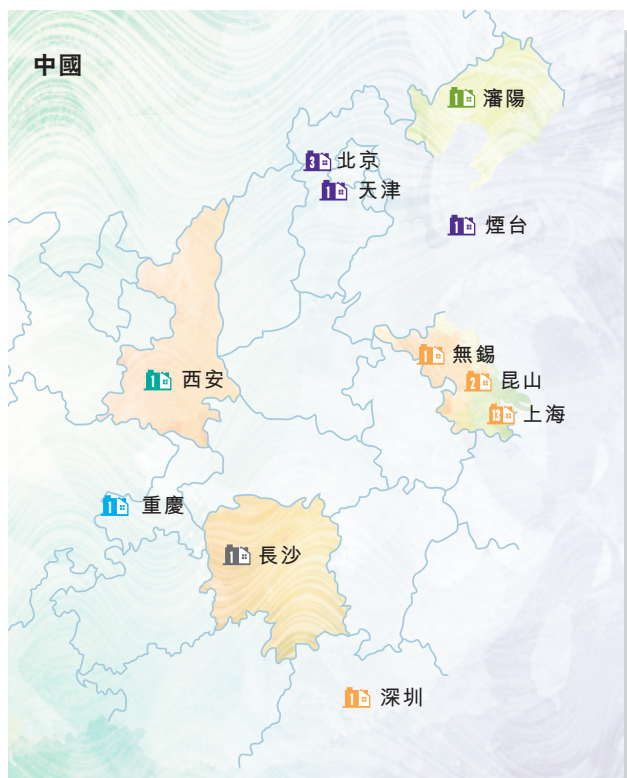 中國
1 瀋陽
3 北京
1 天津
1 煙台
1 無錫
1 西安
2 昆山
13 上海
1 重慶
1 長沙
1 深圳